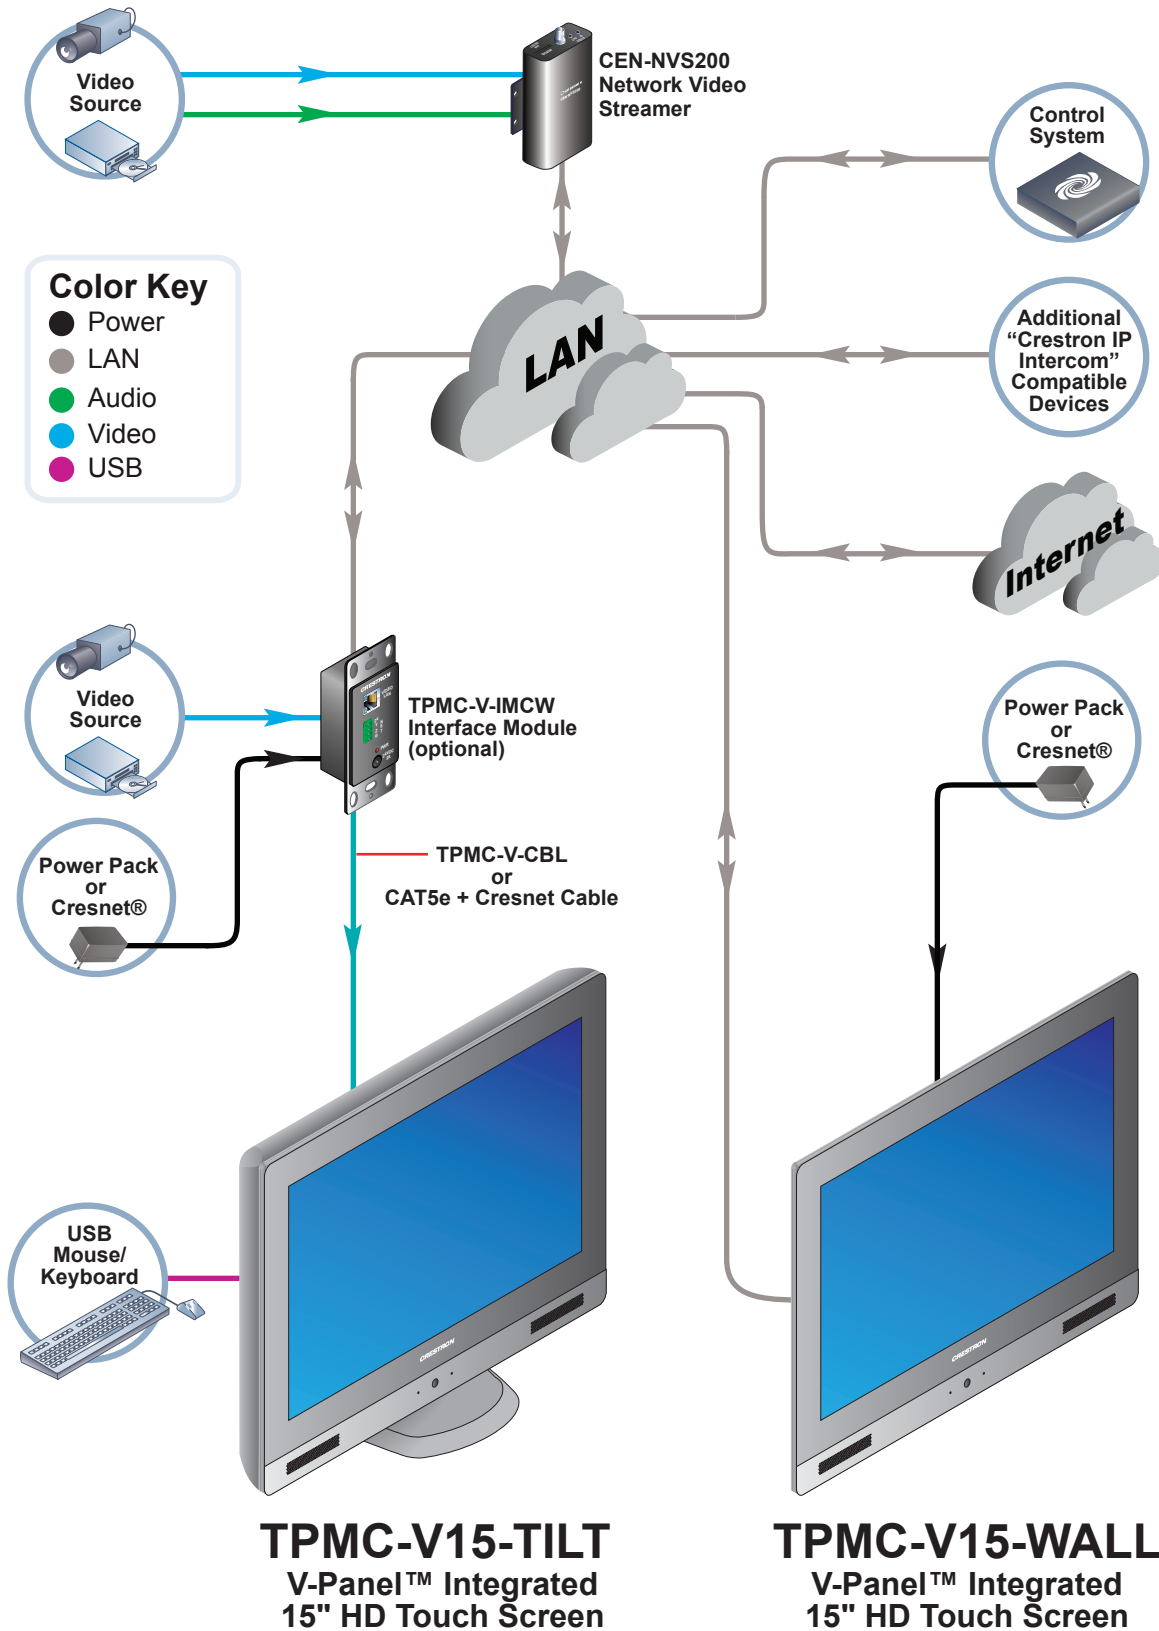 Video
Source
CEN-NVS200
Network Video
Streamer
Control
System
Color Key
Power
LAN
Audio
Video
USB
LAN
Additional
“Crestron IP
Intercom”
Compatible
Devices
Internet
Video
Source
CRESTRON
TPMC-V-IMCW
Interface Module
(optional)
Power Pack
or
Cresnet®
Power Pack
or
Cresnet®
TPMC-V-CBL
or
CAT5e + Cresnet Cable
USB
Mouse/
Keyboard
CRESTRON
CRESTRON
TPMC-V15-TILT
V-Panel™ Integrated
15" HD Touch Screen
TPMC-V15-WALL
V-Panel™ Integrated
15" HD Touch Screen